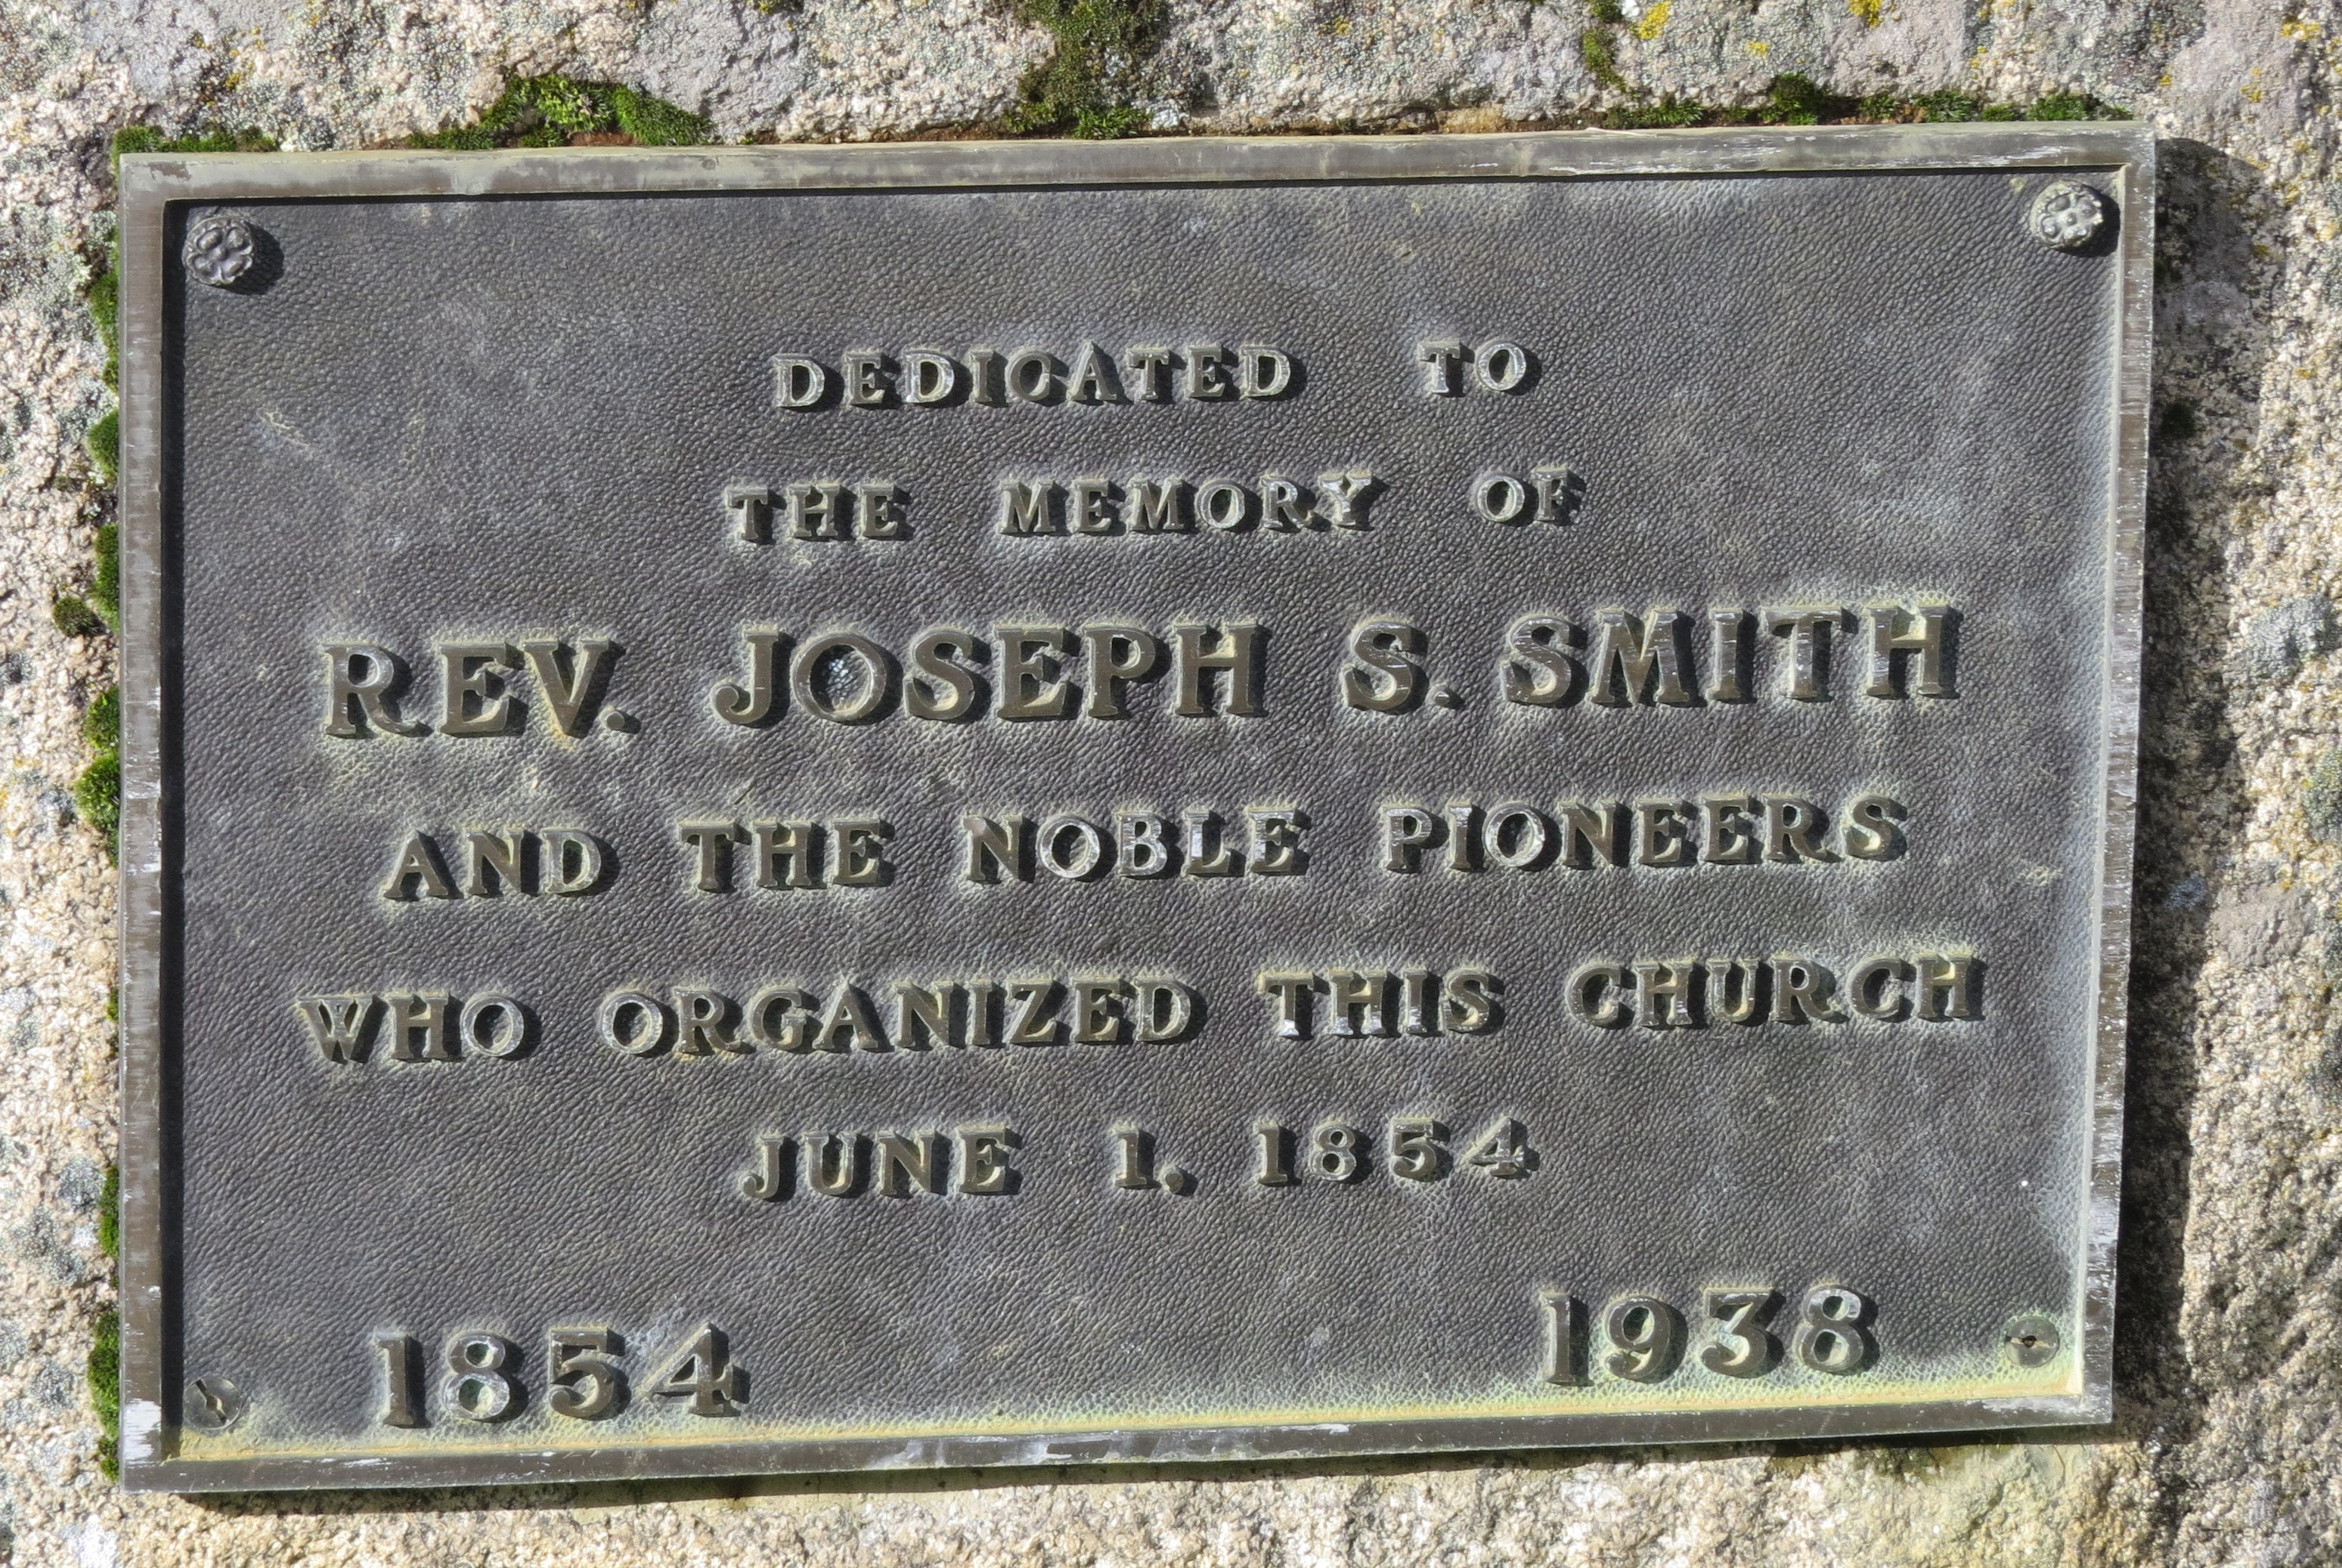 DEDICATED TO
THE MEMORY OF
REV. JOSEPH S. SMITH
AND THE NOBLE PIONEERS
WHO ORGANIZED THIS CHURCH
JUNE 1, 1854
1854 1938